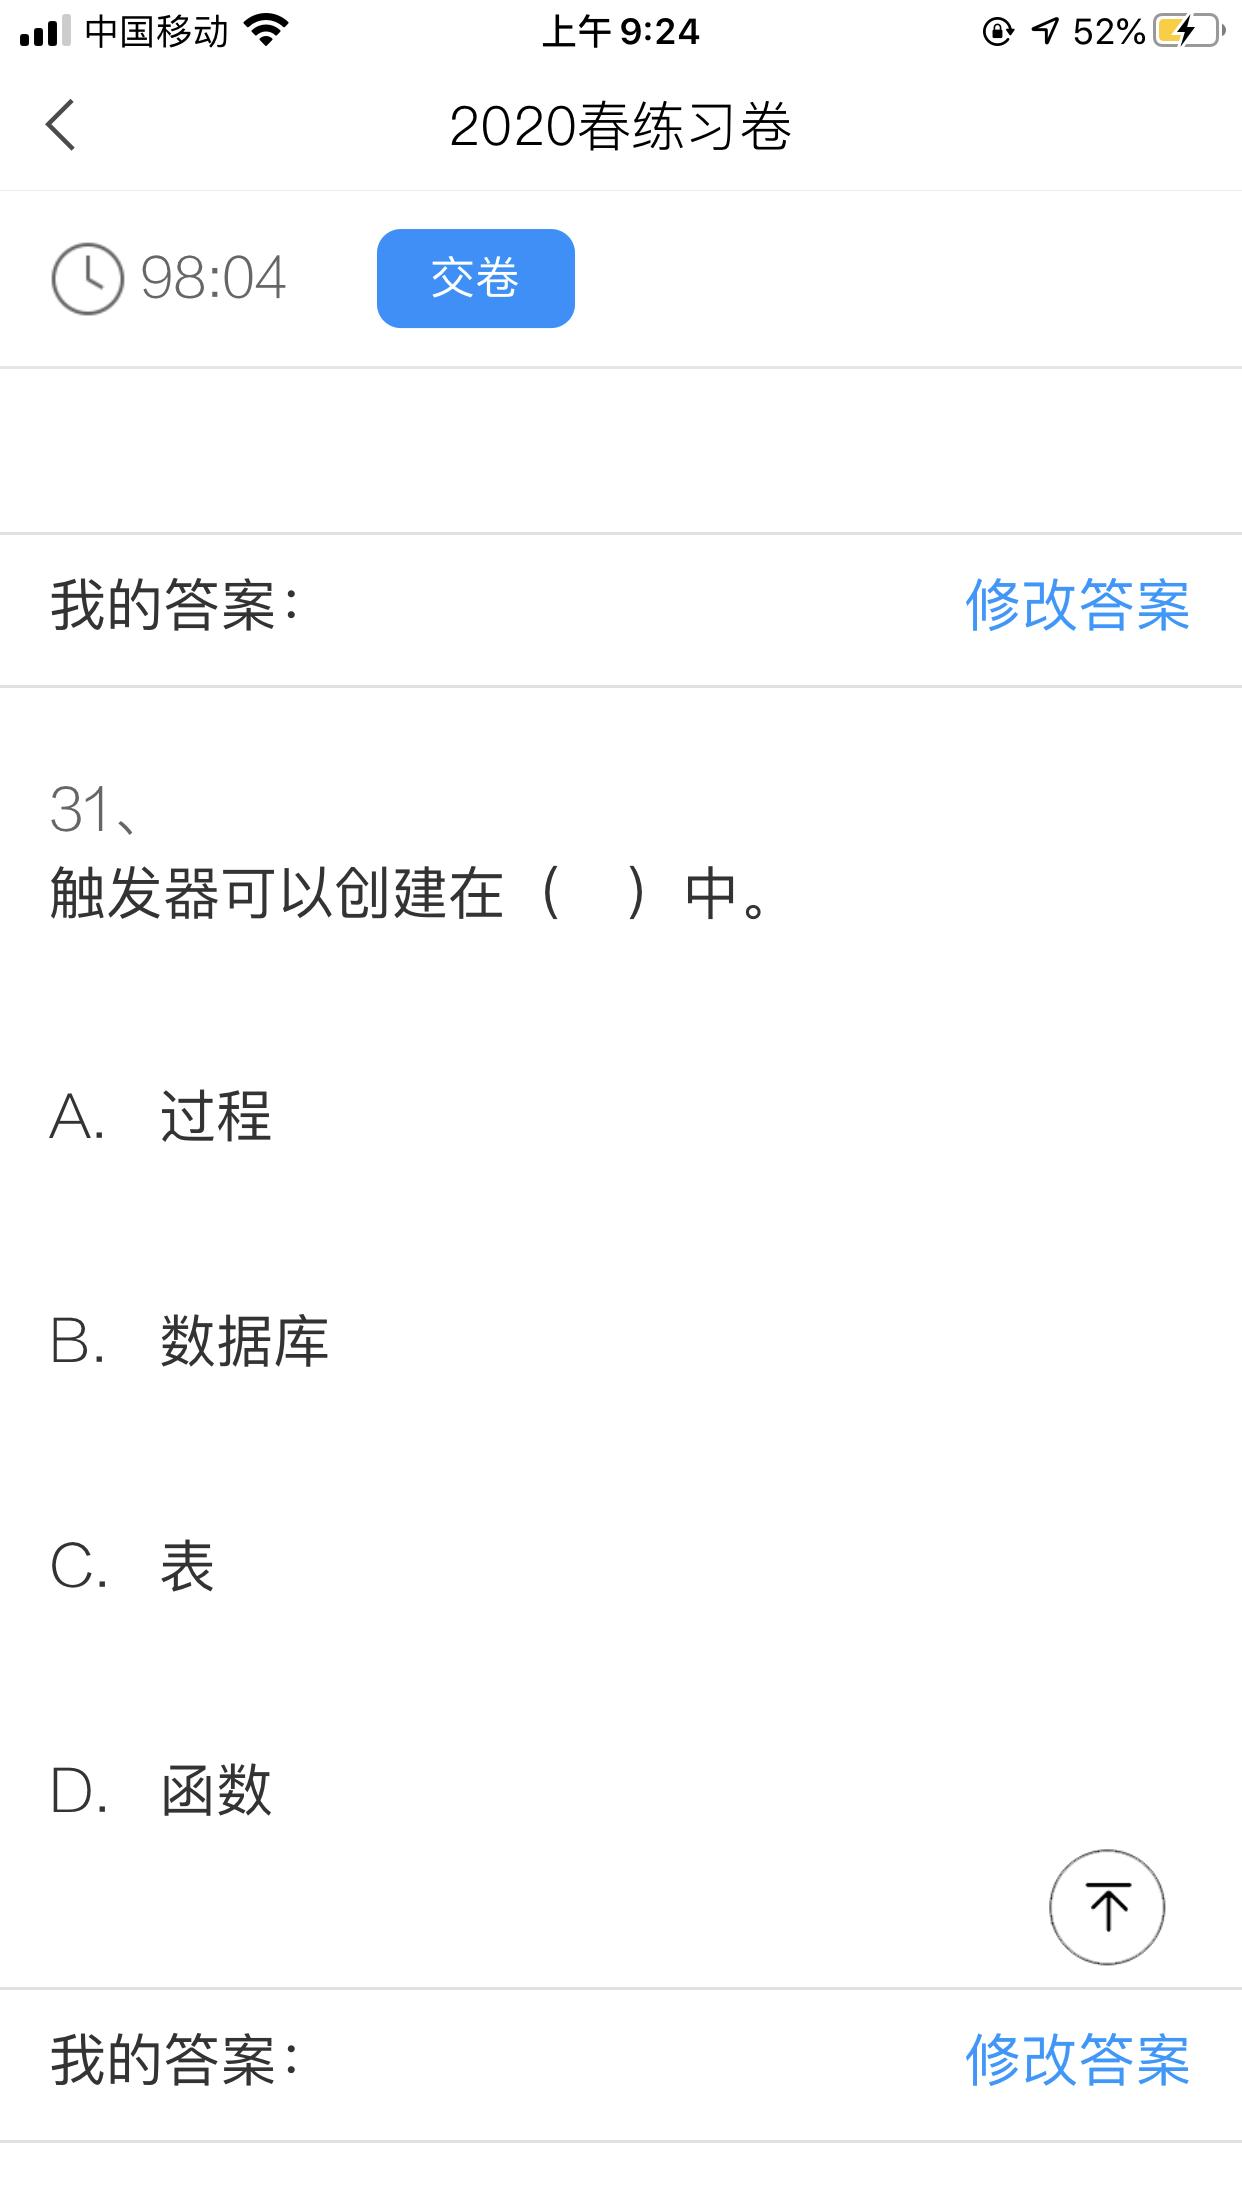 中国移动 上午 9:24 52%
2020春练习卷
98:04 交卷
我的答案: 修改答案
31、
触发器可以创建在（　）中。
A. 过程
B. 数据库
C. 表
D. 函数
我的答案: 修改答案